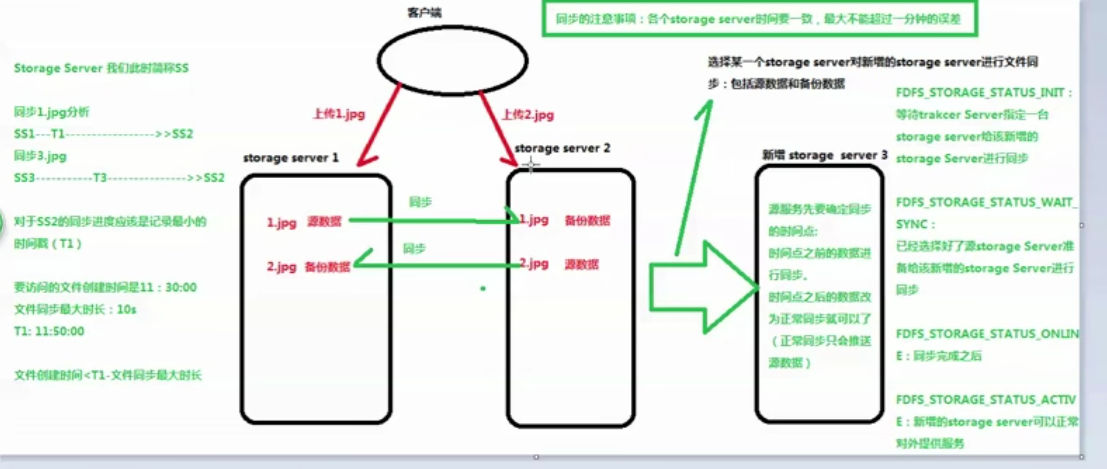 客户端
同步的注意事项：各个storage server时间要一致，最大不能超过一分钟的误差
Storage Server 我们此时简称SS
同步1.jpg分析
SS1---T1------------------>>SS2
同步3.jpg
SS3-----------T3---------------->>SS2
对于SS2的同步进度应该是记录最小的
时间戳（T1）
要访问的文件创建时间是11：30:00
文件同步最大时长：10s
T1: 11:50:00
文件创建时间<T1-文件同步最大时长
上传1.jpg
上传2.jpg
storage server 1
1.jpg 源数据
2.jpg 备份数据
同步
同步
storage server 2
1.jpg 备份数据
2.jpg 源数据
选择某一个storage server对新增的storage server进行文件同
步：包括源数据和备份数据
新增 storage server 3
源服务先要确定同步
的时间点:
时间点之前的数据进
行同步。
时间点之后的数据改
为正常同步就可以了
（正常同步只会推送
源数据）
FDFS_STORAGE_STATUS_INIT：
等待trakcer Server指定一台
storage server给该新增的
storage Server进行同步
FDFS_STORAGE_STATUS_WAIT_
SYNC：
已经选择好了源storage Server准
备给该新增的storage Server进行
同步
FDFS_STORAGE_STATUS_ONLIN
E：同步完成之后
FDFS_STORAGE_STATUS_ACTIV
E：新增的storage server可以正常
对外提供服务